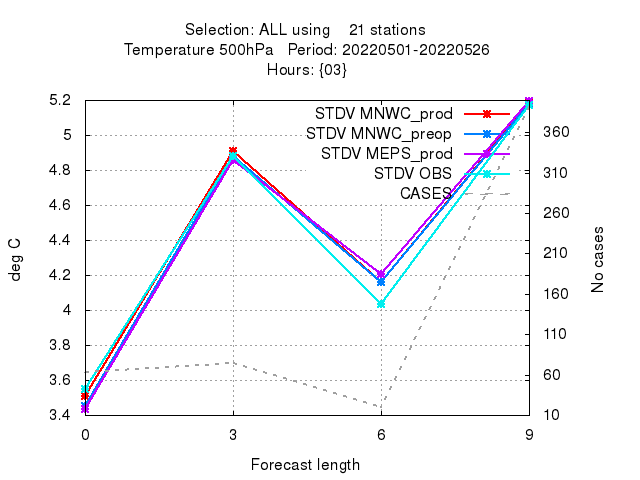 Selection: ALL using    21 stations
Temperature 500hPa   Period: 20220501-20220526
Hours: {03}
STDV MNWC_prod
STDV MNWC_preop
STDV MEPS_prod
STDV OBS
CASES
5.2
5
4.8
4.6
4.4
4.2
4
3.8
3.6
3.4
deg C
360
310
260
210
160
110
60
10
No cases
0 3 6 9
Forecast length